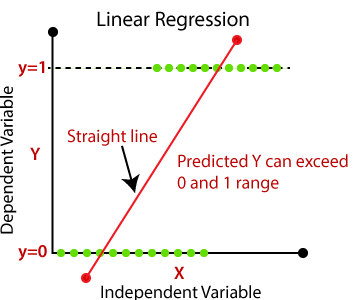 Linear Regression
y=1
Straight line
Predicted Y can exceed
0 and 1 range
Y
Dependent Variable
y=0
X
Independent Variable